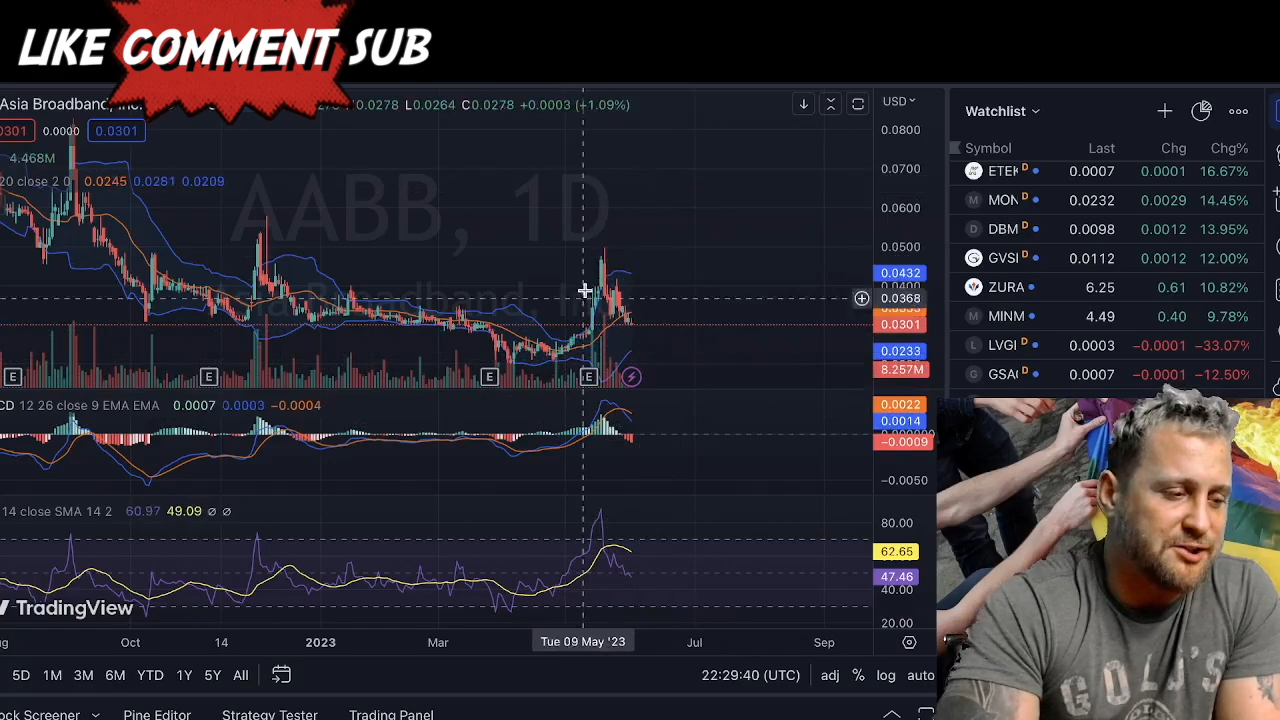 LIKE COMMENT SUB
Asia Broadband, Inc. 0.0278 L0.0264 C0.0278 +0.0003 (+1.09%)
USD
Watchlist
0301 0.0000 0.0301
4.468M
20 close 2 0 0.0245 0.0281 0.0209
AABB, 1D
Symbol Last Chg Chg%
ETEK D 0.0007 0.0001 16.67%
M MON D 0.0232 0.0029 14.45%
D DBM D 0.0098 0.0012 13.95%
GVSI D 0.0112 0.0012 12.00%
ZURA 6.25 0.61 10.82%
M MINM 4.49 0.40 9.78%
L LVGI D 0.0003 −0.0001 −33.07%
G GSA D 0.0007 −0.0001 −12.50%
0.0800
0.0700
0.0600
0.0500
0.0432
0.0368
0.0301
0.0233
8.257M
E E E E
CD 12 26 close 9 EMA EMA 0.0007 0.0003 −0.0004
0.0022
0.0014
−0.0009
−0.0050
14 close SMA 14 2 60.97 49.09 ∅ ∅
80.00
62.65
47.46
40.00
20.00
TradingView
Oct 14 2023 Mar Tue 09 May '23 Jul Sep
5D 1M 3M 6M YTD 1Y 5Y All 22:29:40 (UTC) adj % log auto
ock Screener Pine Editor Strategy Tester Trading Panel
GOLD'S